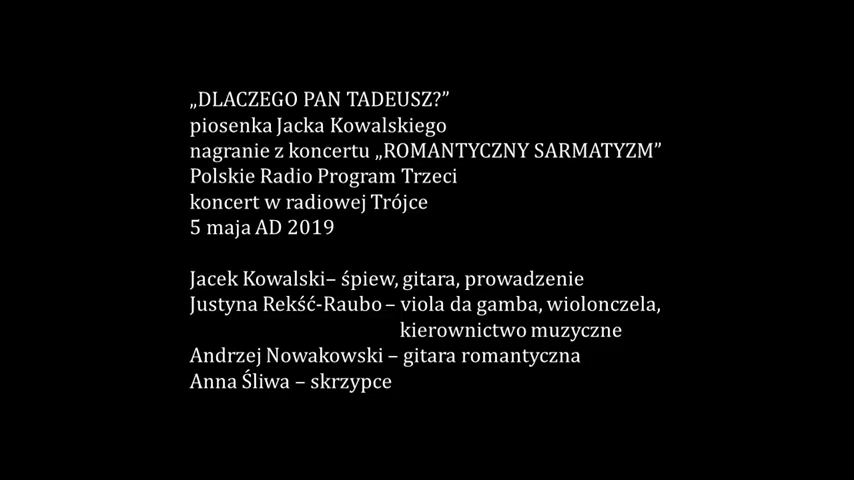 „DLACZEGO PAN TADEUSZ?”
piosenka Jacka Kowalskiego
nagranie z koncertu „ROMANTYCZNY SARMATYZM”
Polskie Radio Program Trzeci
koncert w radiowej Trójce
5 maja AD 2019
Jacek Kowalski– śpiew, gitara, prowadzenie
Justyna Rekść-Raubo – viola da gamba, wiolonczela,
kierownictwo muzyczne
Andrzej Nowakowski – gitara romantyczna
Anna Śliwa – skrzypce